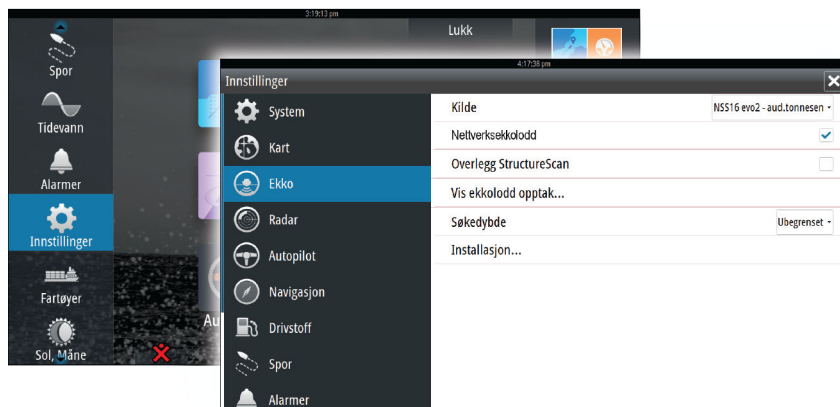 3:19:13 pm
Lukk
Spor
Tidevann
Alarmer
Innstillinger
Fartøyer
Sol, Måne
Au
4:17:38 pm
Innstillinger
System
Kart
Ekko
Radar
Autopilot
Navigasjon
Drivstoff
Spor
Alarmer
Kilde
NSS16 evo2 - aud.tonnesen
Nettverksekkolodd
Overlegg StructureScan
Vis ekkolodd opptak...
Søkedybde
Ubegrenset
Installasjon...